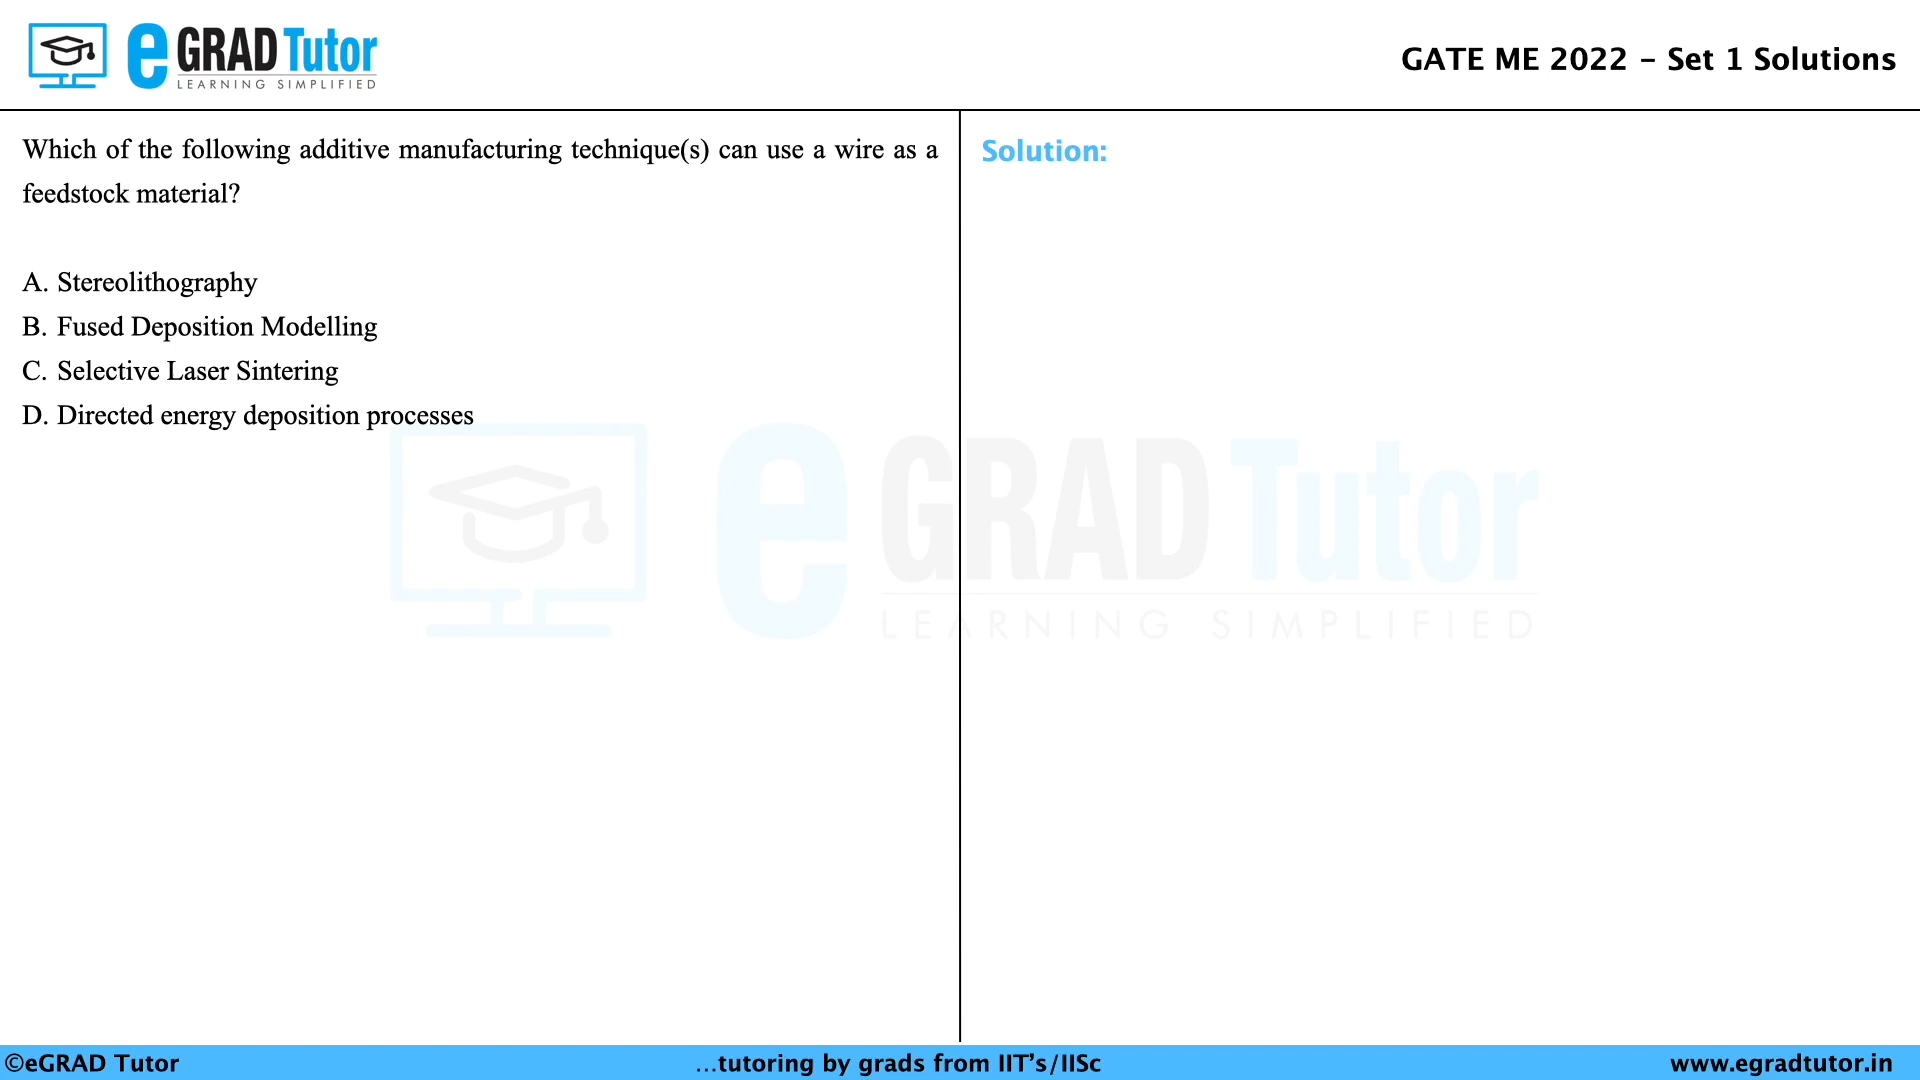 e GRAD Tutor
LEARNING SIMPLIFIED
GATE ME 2022 – Set 1 Solutions
Which of the following additive manufacturing technique(s) can use a wire as a
feedstock material?
A. Stereolithography
B. Fused Deposition Modelling
C. Selective Laser Sintering
D. Directed energy deposition processes
Solution:
e GRAD Tutor
LEARNING SIMPLIFIED
©eGRAD Tutor
...tutoring by grads from IIT’s/IISc
www.egradtutor.in